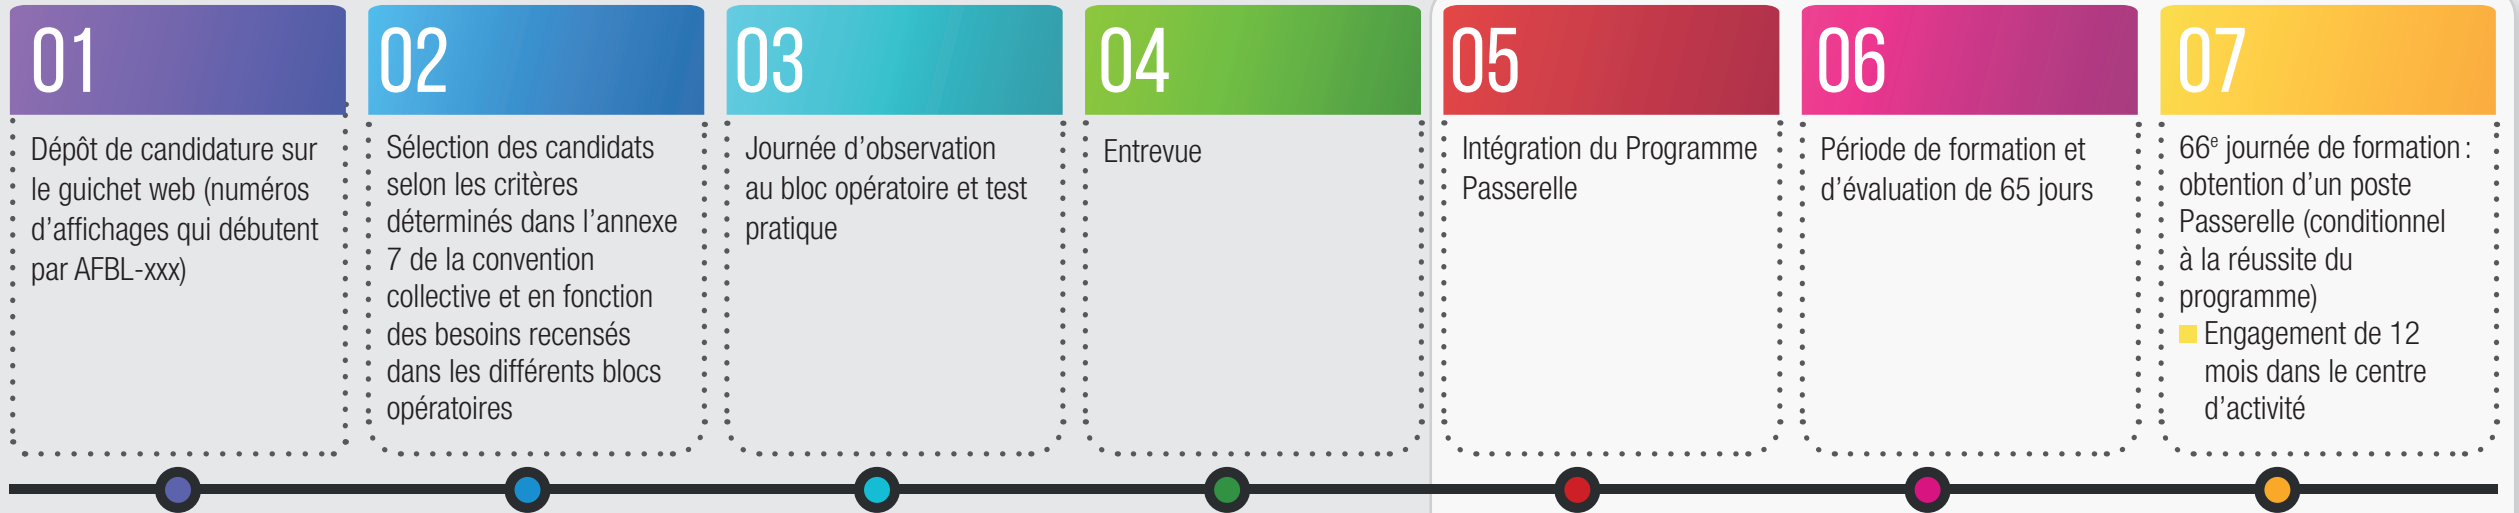 01
Dépôt de candidature sur
le guichet web (numéros
d’affichages qui débutent
par AFBL-xxx)
02
Sélection des candidats
selon les critères
déterminés dans l’annexe
7 de la convention
collective et en fonction
des besoins recensés
dans les différents blocs
opératoires
03
Journée d’observation
au bloc opératoire et test
pratique
04
Entrevue
05
Intégration du Programme
Passerelle
06
Période de formation et
d’évaluation de 65 jours
07
66e journée de formation :
obtention d’un poste
Passerelle (conditionnel
à la réussite du
programme)
Engagement de 12
mois dans le centre
d’activité